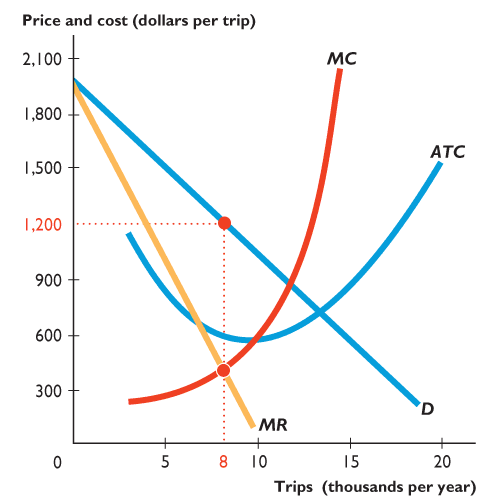 Price and cost (dollars per trip)
2,100
MC
1,800
ATC
1,500
1,200
900
600
300
D
MR
0
5
8
10
15
20
Trips (thousands per year)